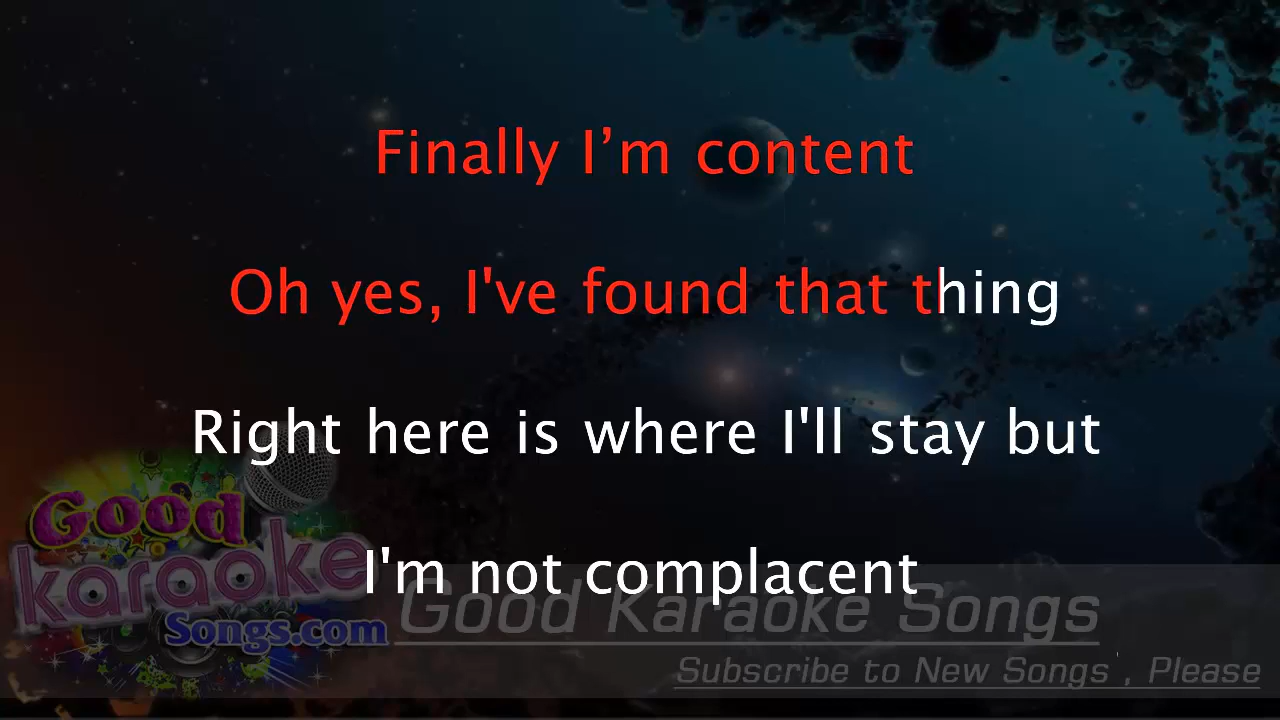 Finally I’m content
Oh yes, I've found that thing
Right here is where I'll stay but
I'm not complacent
Good
karaoke
Songs.com
Good Karaoke Songs
Subscribe to New Songs , Please